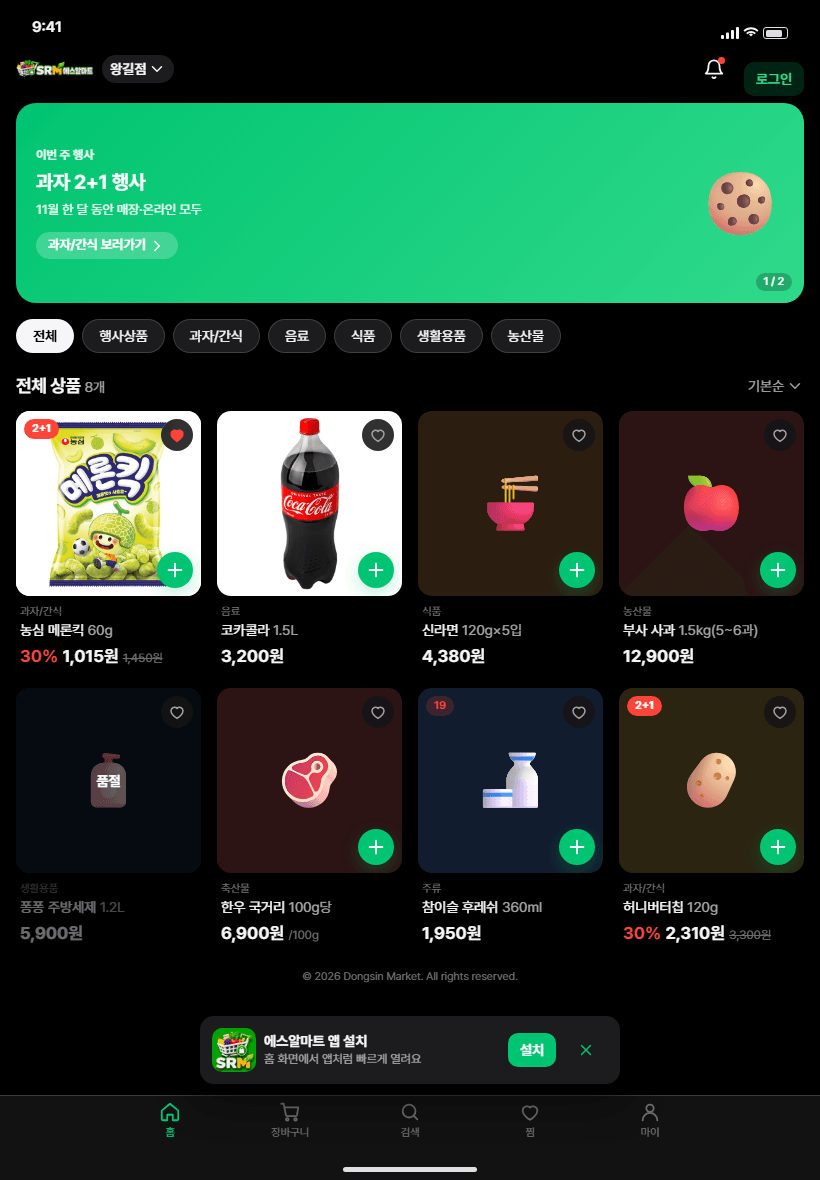 9:41
SRM 에스알마트
왕길점
로그인
이번 주 행사
과자 2+1 행사
11월 한 달 동안 매장·온라인 모두
과자/간식 보러가기
1 / 2
전체
행사상품
과자/간식
음료
식품
생활용품
농산물
전체 상품 8개
기본순
2+1
농심
메론킥
ORIGINAL TASTE
Coca-Cola
과자/간식
농심 메론킥 60g
30% 1,015원 1,450원
음료
코카콜라 1.5L
3,200원
식품
신라면 120g×5입
4,380원
농산물
부사 사과 1.5kg(5~6과)
12,900원
품절
19
2+1
생활용품
퐁퐁 주방세제 1.2L
5,900원
축산물
한우 국거리 100g당
6,900원 /100g
주류
참이슬 후레쉬 360ml
1,950원
과자/간식
허니버터칩 120g
30% 2,310원 3,300원
© 2026 Dongsin Market. All rights reserved.
SRM
에스알마트 앱 설치
홈 화면에서 앱처럼 빠르게 열려요
설치
홈
장바구니
검색
찜
마이